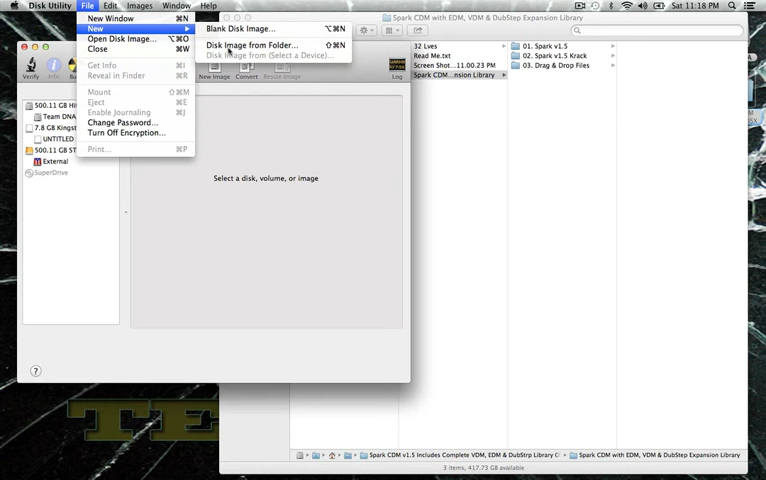 Disk Utility File Edit Images Window Help
Sat 11:18 PM
New Window ⌘N
New
Open Disk Image... ⌥⌘O
Close ⌘W
Get Info ⌘I
Reveal in Finder ⌘R
Mount ⇧⌘M
Eject ⌘E
Enable Journaling ⌘J
Change Password...
Turn Off Encryption...
Print... ⌘P
Blank Disk Image... ⌥⌘N
Disk Image from Folder... ⇧⌘N
Disk Image from (Select a Device)...
Verify Info
New Image Convert Resize Image
Log
500.11 GB
Team DNA
7.8 GB
UNTITLED
500.11 GB ST
External
SuperDrive
Select a disk, volume, or image
?
Spark CDM with EDM, VDM & DubStep Expansion Library
32 Lves
Read Me.txt
Screen Shot...11.00.23 PM
Spark CDM...nsion Library
01. Spark v1.5
02. Spark v1.5 Krack
03. Drag & Drop Files
Spark CDM v1.5 Includes Complete VDM, EDM & DubStrp Library
Spark CDM with EDM, VDM & DubStep Expansion Library
3 items, 417.73 GB available
TE